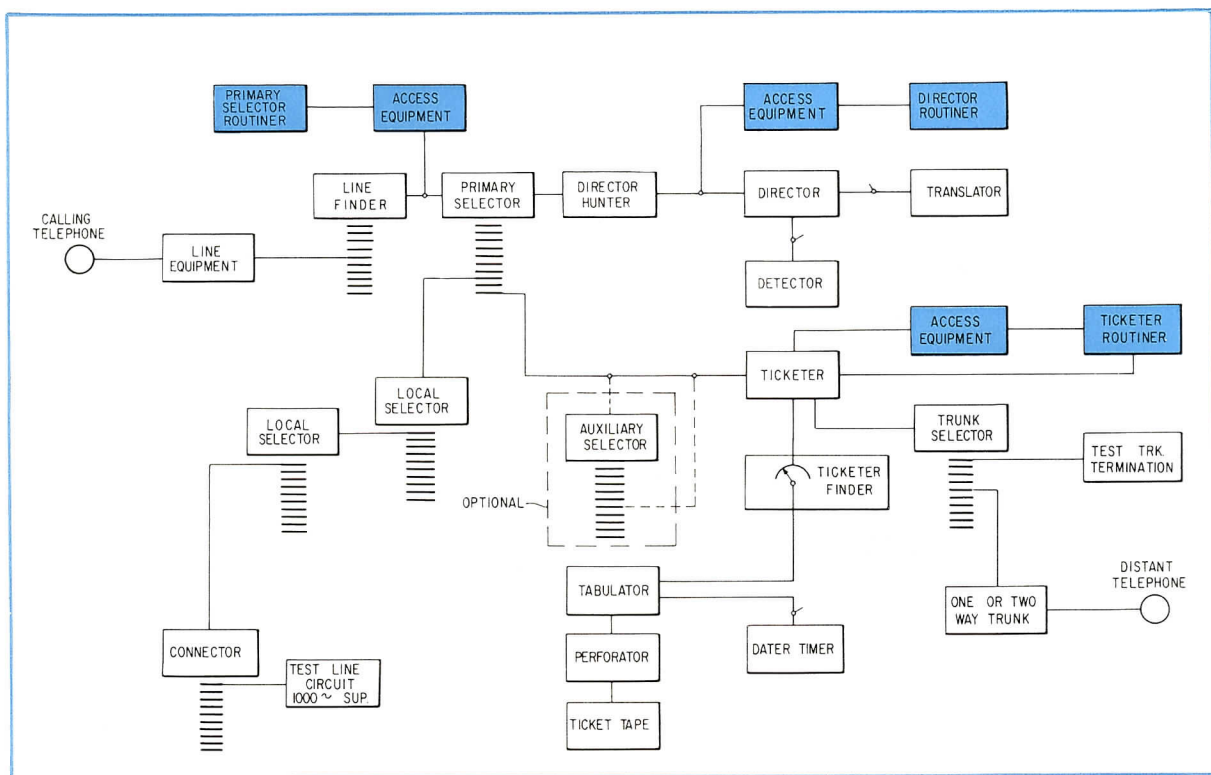 PRIMARY
SELECTOR
ROUTINER
ACCESS
EQUIPMENT
ACCESS
EQUIPMENT
DIRECTOR
ROUTINER
LINE
FINDER
PRIMARY
SELECTOR
DIRECTOR
HUNTER
DIRECTOR
TRANSLATOR
CALLING
TELEPHONE
LINE
EQUIPMENT
DETECTOR
ACCESS
EQUIPMENT
TICKETER
ROUTINER
TICKETER
LOCAL
SELECTOR
LOCAL
SELECTOR
AUXILIARY
SELECTOR
TRUNK
SELECTOR
TEST TRK.
TERMINATION
OPTIONAL
TICKETER
FINDER
TABULATOR
DISTANT
TELEPHONE
ONE OR TWO
WAY TRUNK
CONNECTOR
TEST LINE
CIRCUIT
1000 ~ SUP.
PERFORATOR
DATER TIMER
TICKET TAPE